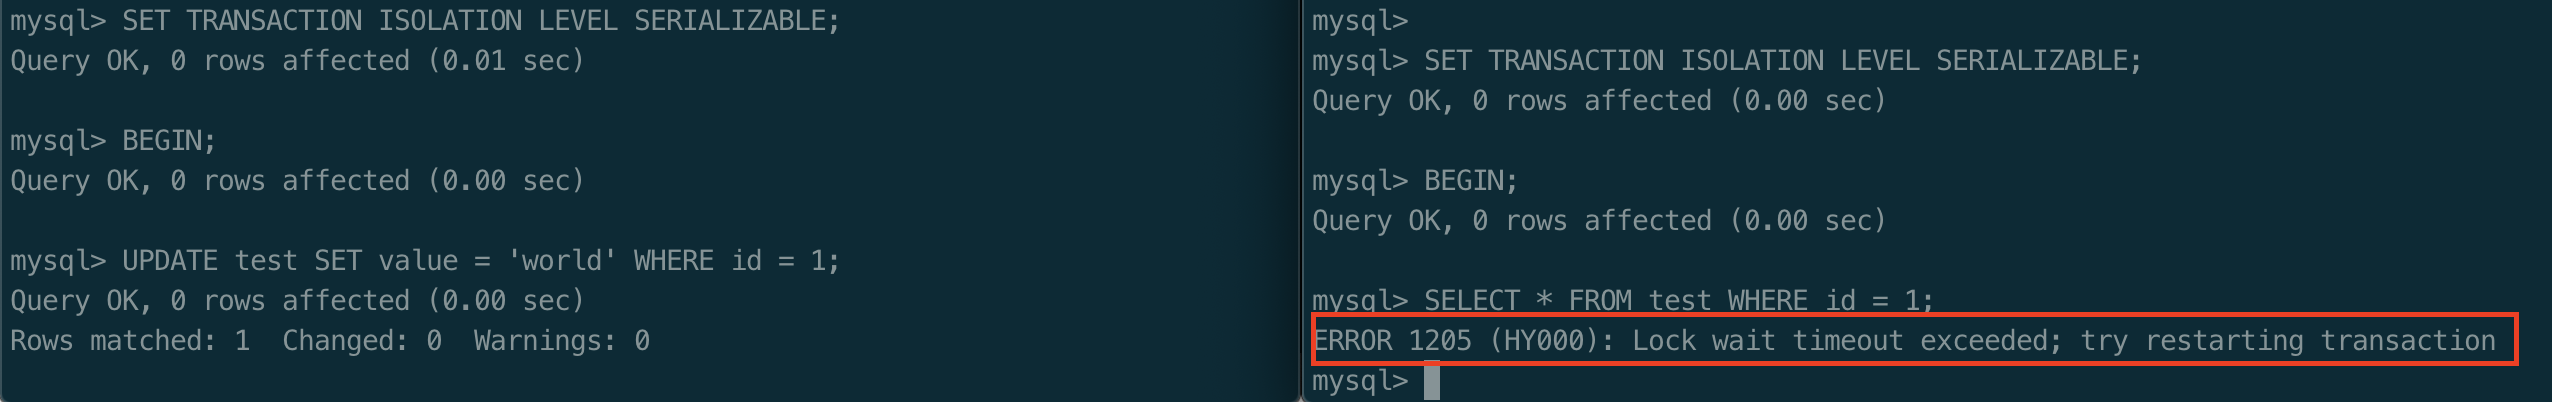 mysql> SET TRANSACTION ISOLATION LEVEL SERIALIZABLE;
Query OK, 0 rows affected (0.01 sec)
mysql> BEGIN;
Query OK, 0 rows affected (0.00 sec)
mysql> UPDATE test SET value = 'world' WHERE id = 1;
Query OK, 0 rows affected (0.00 sec)
Rows matched: 1  Changed: 0  Warnings: 0
mysql>
mysql> SET TRANSACTION ISOLATION LEVEL SERIALIZABLE;
Query OK, 0 rows affected (0.00 sec)
mysql> BEGIN;
Query OK, 0 rows affected (0.00 sec)
mysql> SELECT * FROM test WHERE id = 1;
ERROR 1205 (HY000): Lock wait timeout exceeded; try restarting transaction
mysql>